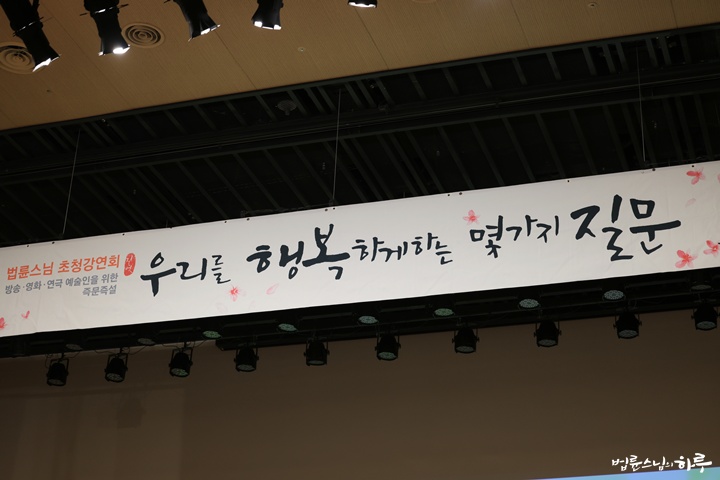 법륜스님 초청강연회
방송·영화·연극 예술인을 위한
즉문즉설
우리를 행복하게하는 몇가지 질문
법륜스님의 하루